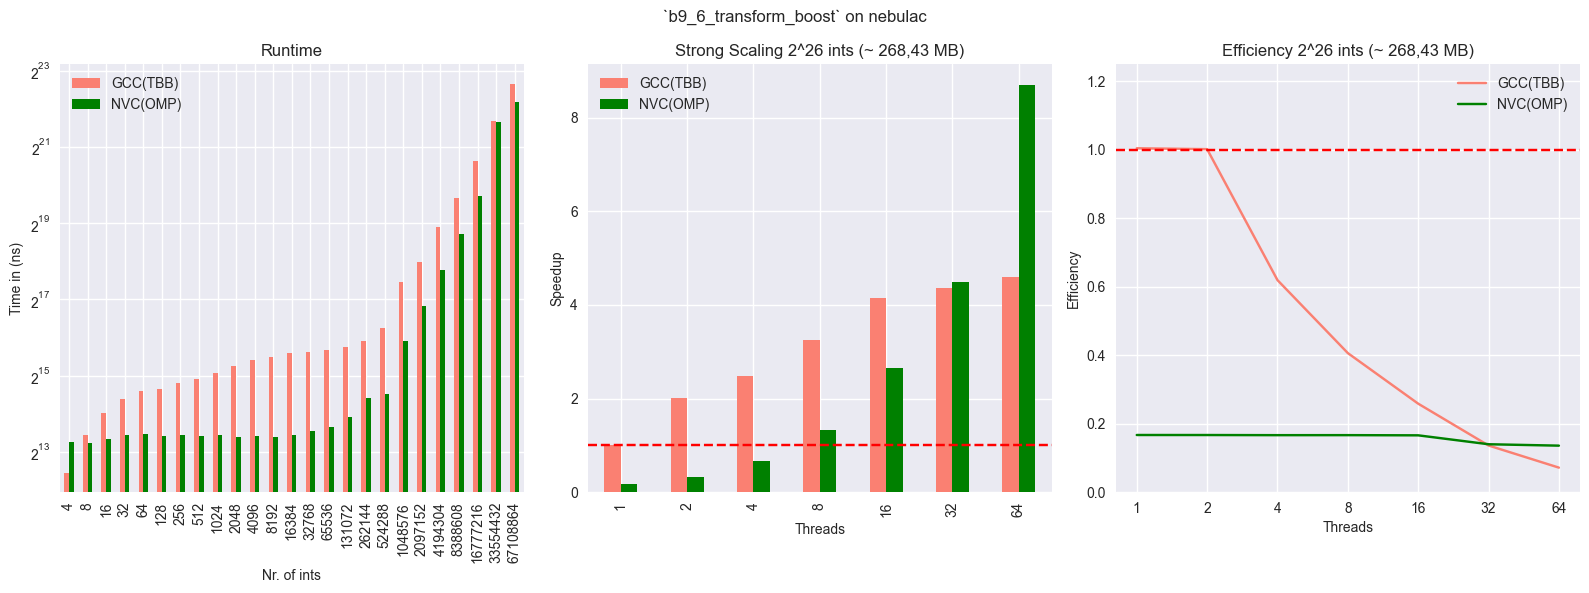 `b9_6_transform_boost` on nebulac
Runtime
GCC(TBB)
NVC(OMP)
2^23
2^21
2^19
2^17
2^15
2^13
Time in (ns)
4 8 16 32 64 128 256 512 1024 2048 4096 8192 16384 32768 65536 131072 262144 524288 1048576 2097152 4194304 8388608 16777216 33554432 67108864
Nr. of ints
Strong Scaling 2^26 ints (~ 268,43 MB)
GCC(TBB)
NVC(OMP)
8
6
4
2
0
Speedup
1 2 4 8 16 32 64
Threads
Efficiency 2^26 ints (~ 268,43 MB)
GCC(TBB)
NVC(OMP)
1.2
1.0
0.8
0.6
0.4
0.2
0.0
Efficiency
1 2 4 8 16 32 64
Threads